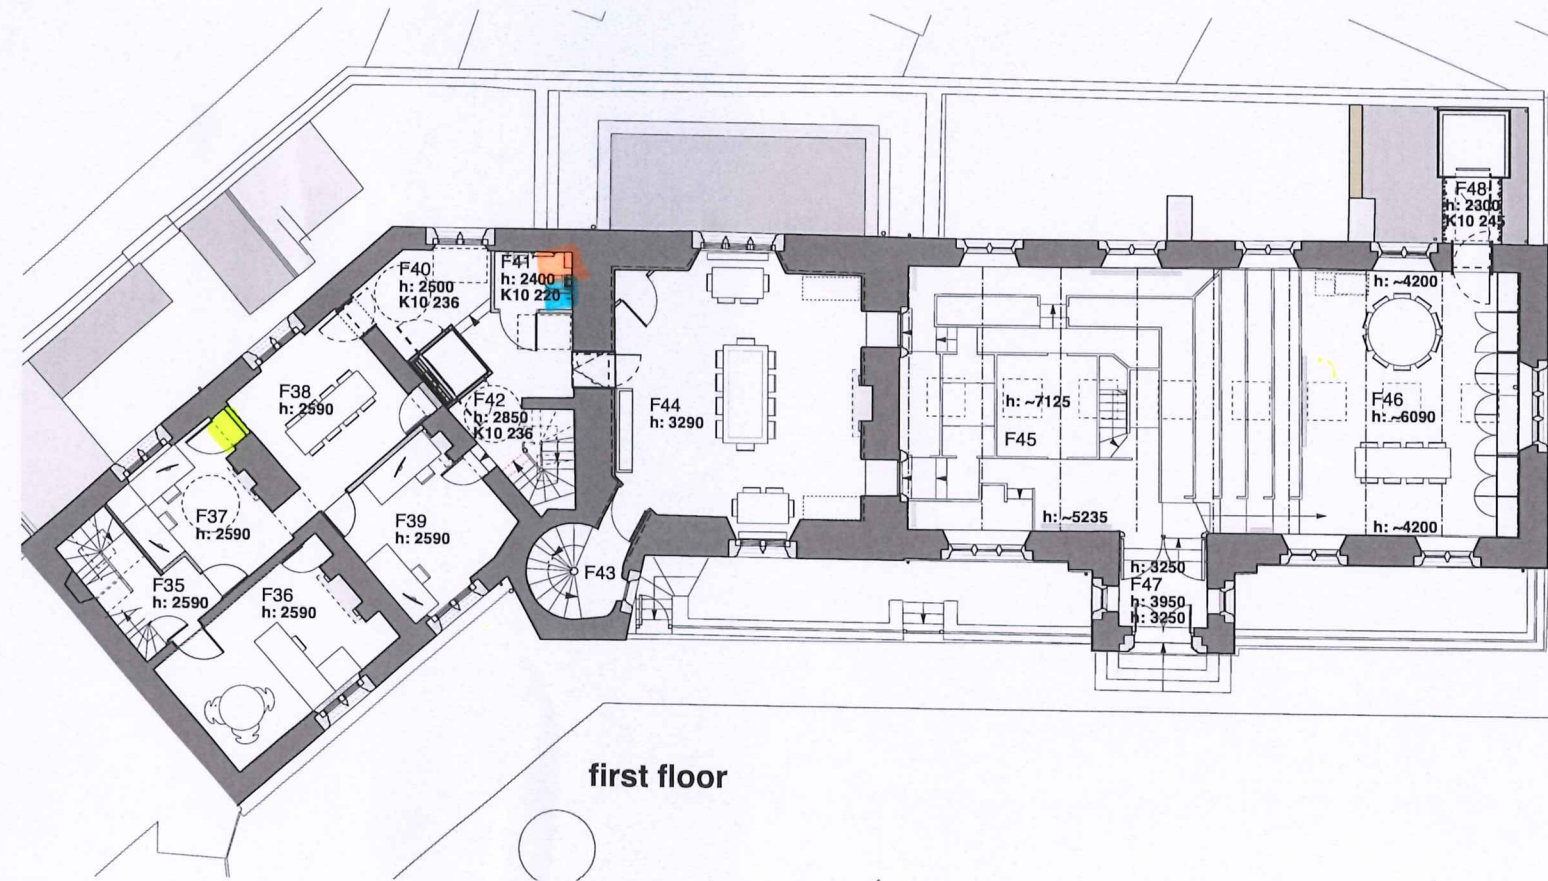 F48
h: 2300
K10 245
F40
h: 2500
K10 236
F41
h: 2400
K10 220
h: ~4200
F38
h: 2590
F42
h: 2850
K10 236
F44
h: 3290
h: ~7125
F45
F46
h: ~6090
F37
h: 2590
F39
h: 2590
h: ~5235
h: ~4200
F35
h: 2590
F36
h: 2590
F43
h: 3250
F47
h: 3950
h: 3250
first floor